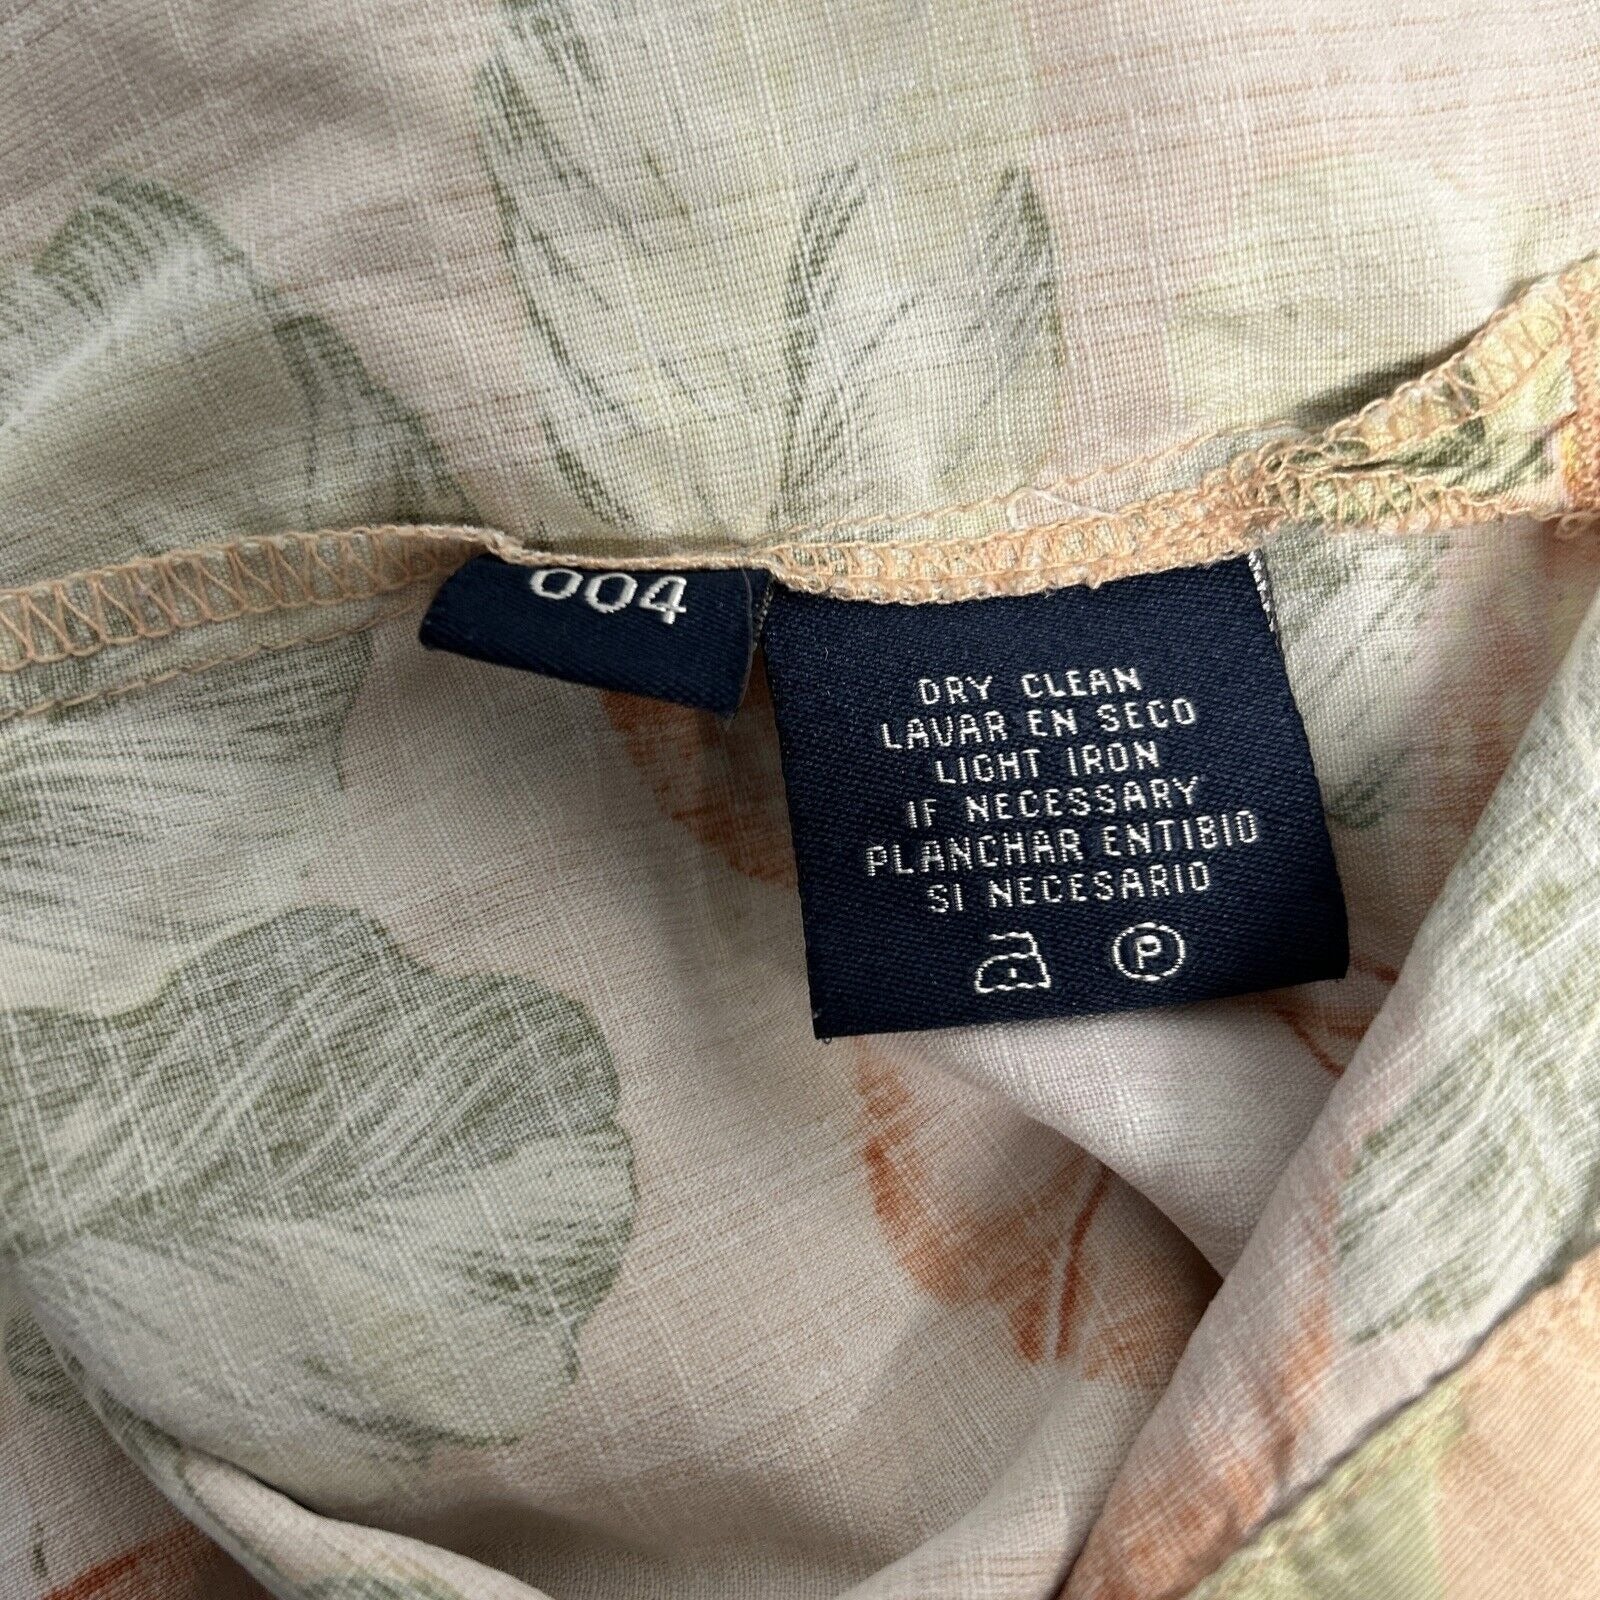 004
DRY CLEAN
LAVAR EN SECO
LIGHT IRON
IF NECESSARY
PLANCHAR ENTIBIO
SI NECESARIO
P